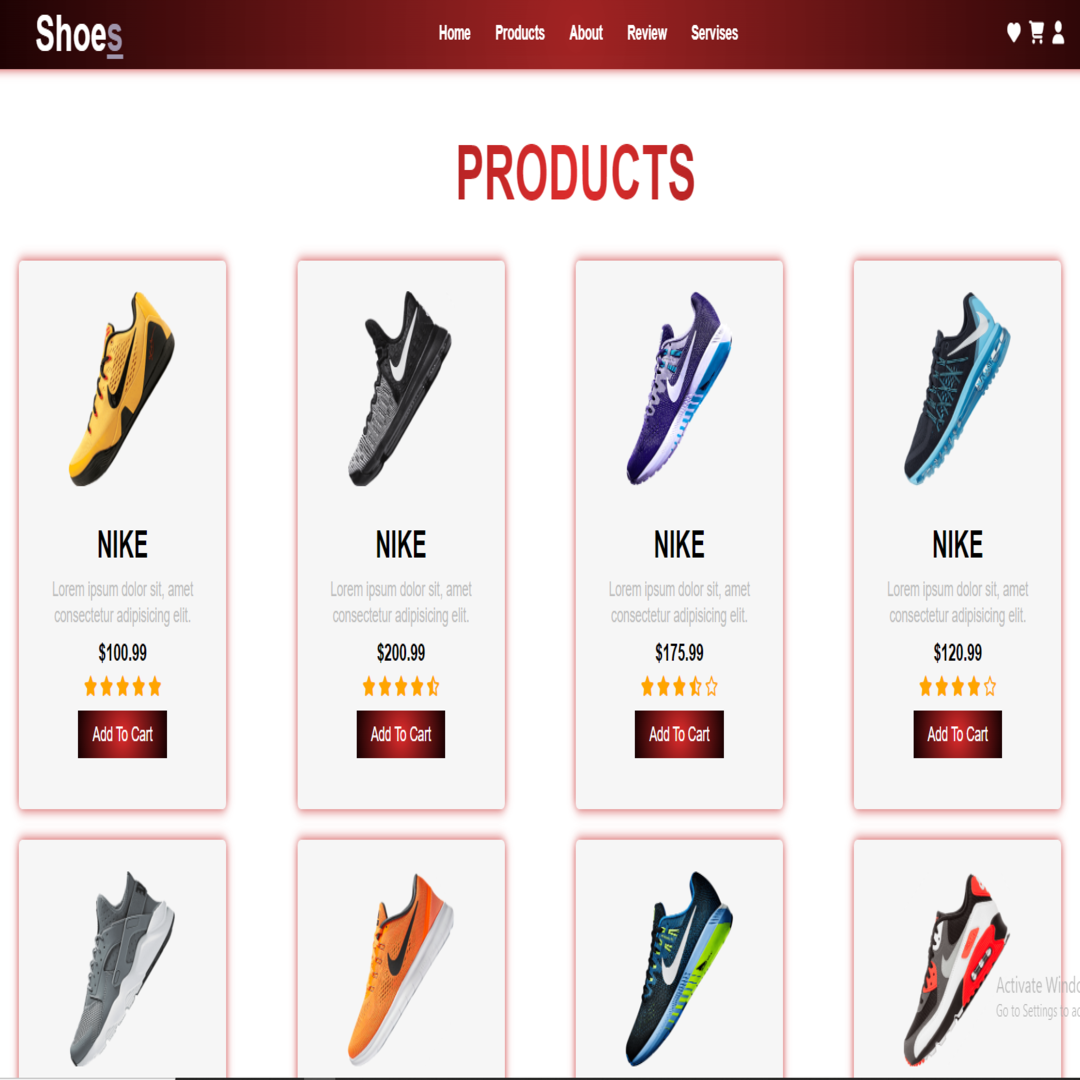 Shoes
Home Products About Review Servises
PRODUCTS
NIKE
Lorem ipsum dolor sit, amet
consectetur adipisicing elit.
$100.99
Add To Cart
NIKE
Lorem ipsum dolor sit, amet
consectetur adipisicing elit.
$200.99
Add To Cart
NIKE
Lorem ipsum dolor sit, amet
consectetur adipisicing elit.
$175.99
Add To Cart
NIKE
Lorem ipsum dolor sit, amet
consectetur adipisicing elit.
$120.99
Add To Cart
Activate Windo
Go to Settings to ac